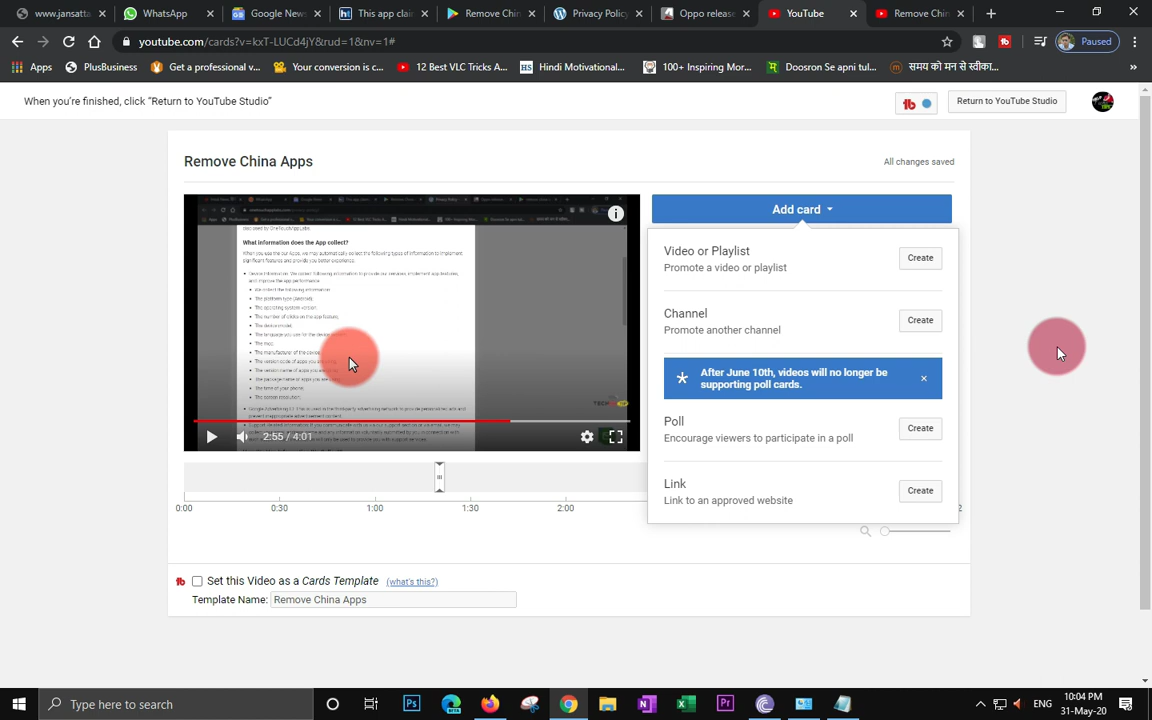 www.jansatta
WhatsApp
Google New
This app clai
Remove Chin
Privacy Policy
Oppo release
YouTube
Remove Chin
youtube.com/cards?v=kxT-LUCd4jY&rud=1&nv=1#
Paused
Apps
PlusBusiness
Get a professional v...
Your conversion is c...
12 Best VLC Tricks A...
Hindi Motivational...
100+ Inspiring Mor...
Doosron Se apni tul...
समय को मन से स्वीका...
When you're finished, click "Return to YouTube Studio"
Return to YouTube Studio
Remove China Apps
All changes saved
Add card
What information does the App collect?
Video or Playlist
Promote a video or playlist
Create
Channel
Promote another channel
Create
After June 10th, videos will no longer be
supporting poll cards.
Poll
Encourage viewers to participate in a poll
Create
Link
Link to an approved website
Create
2:55 / 4:01
0:00
0:30
1:00
1:30
2:00
Set this Video as a Cards Template (what's this?)
Template Name: Remove China Apps
Type here to search
ENG
10:04 PM
31-May-20